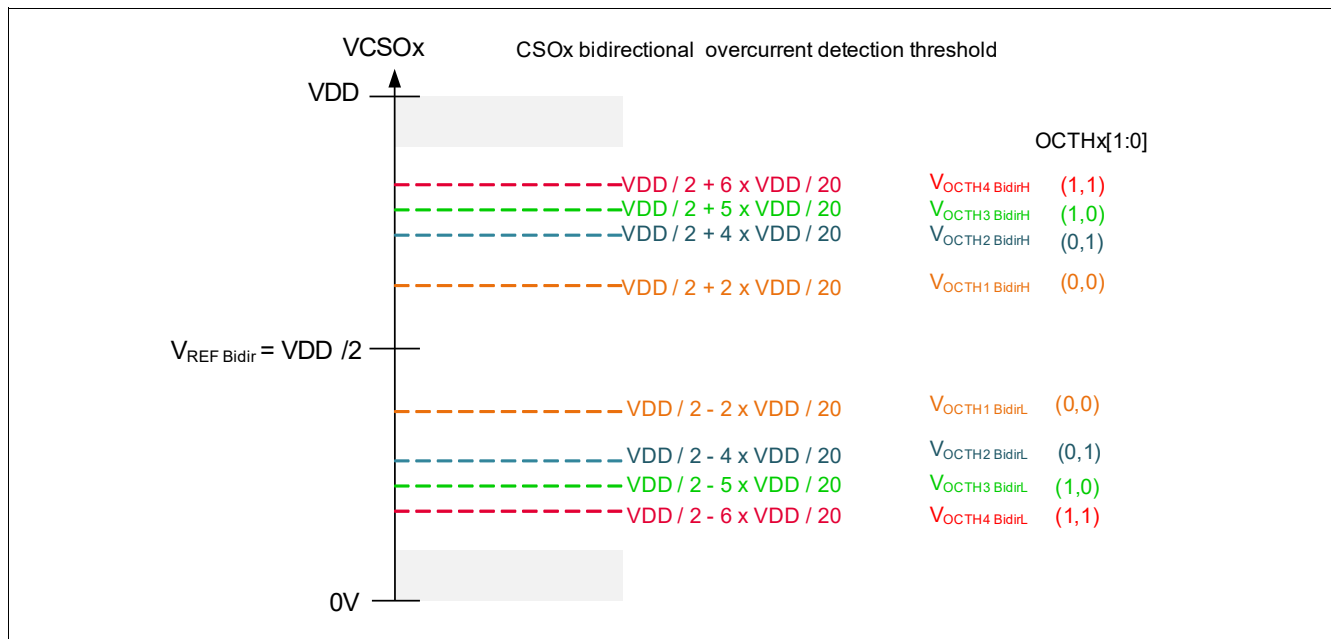 VCSOx CSOx bidirectional overcurrent detection threshold
VDD
OCTHx[1:0]
VDD / 2 + 6 x VDD / 20 VOCTH4 BidirH (1,1)
VDD / 2 + 5 x VDD / 20 VOCTH3 BidirH (1,0)
VDD / 2 + 4 x VDD / 20 VOCTH2 BidirH (0,1)
VDD / 2 + 2 x VDD / 20 VOCTH1 BidirH (0,0)
VREF Bidir = VDD /2
VDD / 2 - 2 x VDD / 20 VOCTH1 BidirL (0,0)
VDD / 2 - 4 x VDD / 20 VOCTH2 BidirL (0,1)
VDD / 2 - 5 x VDD / 20 VOCTH3 BidirL (1,0)
VDD / 2 - 6 x VDD / 20 VOCTH4 BidirL (1,1)
0V